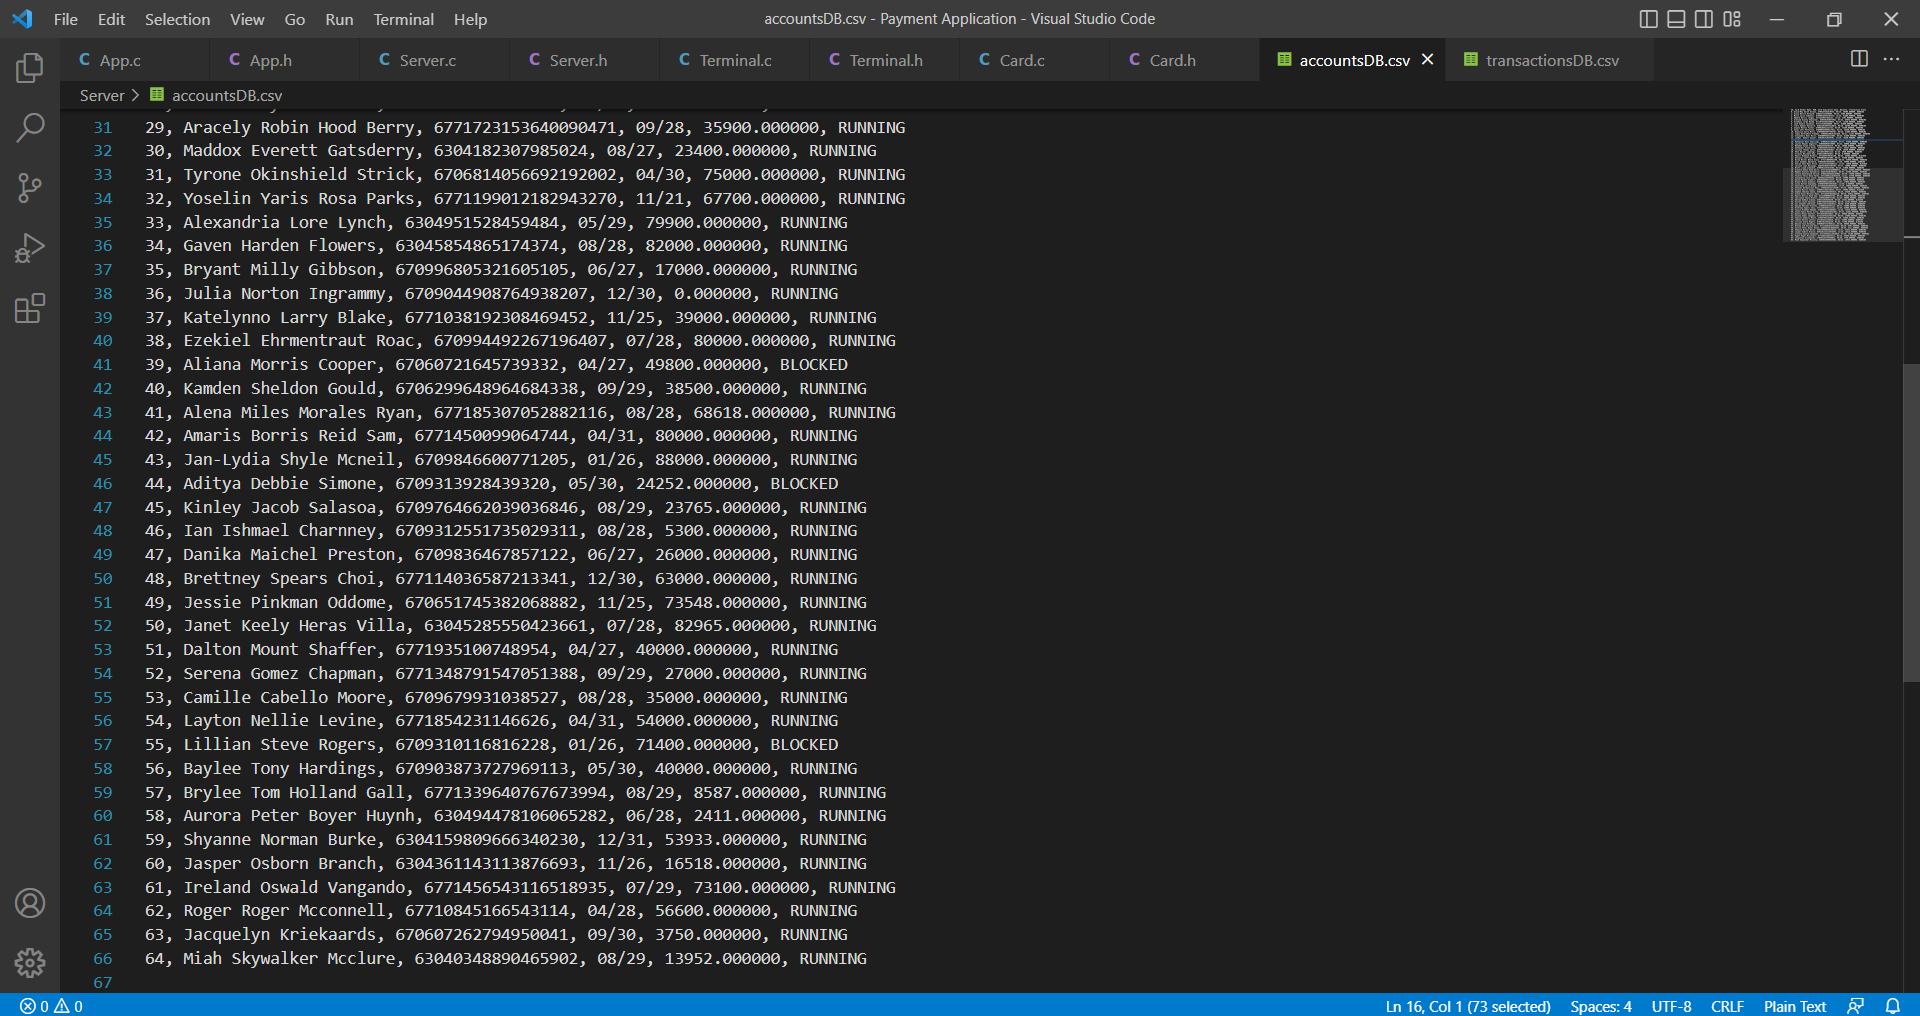 File Edit Selection View Go Run Terminal Help accountsDB.csv - Payment Application - Visual Studio Code
C App.c C App.h C Server.c C Server.h C Terminal.c C Terminal.h C Card.c C Card.h accountsDB.csv transactionsDB.csv
Server > accountsDB.csv
31 29, Aracely Robin Hood Berry, 6771723153640090471, 09/28, 35900.000000, RUNNING
32 30, Maddox Everett Gatsderry, 6304182307985024, 08/27, 23400.000000, RUNNING
33 31, Tyrone Okinshield Strick, 6706814056692192002, 04/30, 75000.000000, RUNNING
34 32, Yoselin Yaris Rosa Parks, 6771199012182943270, 11/21, 67700.000000, RUNNING
35 33, Alexandria Lore Lynch, 6304951528459484, 05/29, 79900.000000, RUNNING
36 34, Gaven Harden Flowers, 63045854865174374, 08/28, 82000.000000, RUNNING
37 35, Bryant Milly Gibbson, 670996805321605105, 06/27, 17000.000000, RUNNING
38 36, Julia Norton Ingrammy, 6709044908764938207, 12/30, 0.000000, RUNNING
39 37, Katelynno Larry Blake, 6771038192308469452, 11/25, 39000.000000, RUNNING
40 38, Ezekiel Ehrmentraut Roac, 670994492267196407, 07/28, 80000.000000, RUNNING
41 39, Aliana Morris Cooper, 67060721645739332, 04/27, 49800.000000, BLOCKED
42 40, Kamden Sheldon Gould, 6706299648964684338, 09/29, 38500.000000, RUNNING
43 41, Alena Miles Morales Ryan, 677185307052882116, 08/28, 68618.000000, RUNNING
44 42, Amaris Borris Reid Sam, 6771450099064744, 04/31, 80000.000000, RUNNING
45 43, Jan-Lydia Shyle Mcneil, 6709846600771205, 01/26, 88000.000000, RUNNING
46 44, Aditya Debbie Simone, 6709313928439320, 05/30, 24252.000000, BLOCKED
47 45, Kinley Jacob Salasoa, 6709764662039036846, 08/29, 23765.000000, RUNNING
48 46, Ian Ishmael Charnney, 6709312551735029311, 08/28, 5300.000000, RUNNING
49 47, Danika Maichel Preston, 6709836467857122, 06/27, 26000.000000, RUNNING
50 48, Brettney Spears Choi, 677114036587213341, 12/30, 63000.000000, RUNNING
51 49, Jessie Pinkman Oddome, 670651745382068882, 11/25, 73548.000000, RUNNING
52 50, Janet Keely Heras Villa, 63045285550423661, 07/28, 82965.000000, RUNNING
53 51, Dalton Mount Shaffer, 6771935100748954, 04/27, 40000.000000, RUNNING
54 52, Serena Gomez Chapman, 6771348791547051388, 09/29, 27000.000000, RUNNING
55 53, Camille Cabello Moore, 6709679931038527, 08/28, 35000.000000, RUNNING
56 54, Layton Nellie Levine, 6771854231146626, 04/31, 54000.000000, RUNNING
57 55, Lillian Steve Rogers, 6709310116816228, 01/26, 71400.000000, BLOCKED
58 56, Baylee Tony Hardings, 670903873727969113, 05/30, 40000.000000, RUNNING
59 57, Brylee Tom Holland Gall, 6771339640767673994, 08/29, 8587.000000, RUNNING
60 58, Aurora Peter Boyer Huynh, 630494478106065282, 06/28, 2411.000000, RUNNING
61 59, Shyanne Norman Burke, 6304159809666340230, 12/31, 53933.000000, RUNNING
62 60, Jasper Osborn Branch, 6304361143113876693, 11/26, 16518.000000, RUNNING
63 61, Ireland Oswald Vangando, 6771456543116518935, 07/29, 73100.000000, RUNNING
64 62, Roger Roger Mcconnell, 67710845166543114, 04/28, 56600.000000, RUNNING
65 63, Jacquelyn Kriekaards, 670607262794950041, 09/30, 3750.000000, RUNNING
66 64, Miah Skywalker Mcclure, 63040348890465902, 08/29, 13952.000000, RUNNING
67
0 0 Ln 16, Col 1 (73 selected) Spaces: 4 UTF-8 CRLF Plain Text